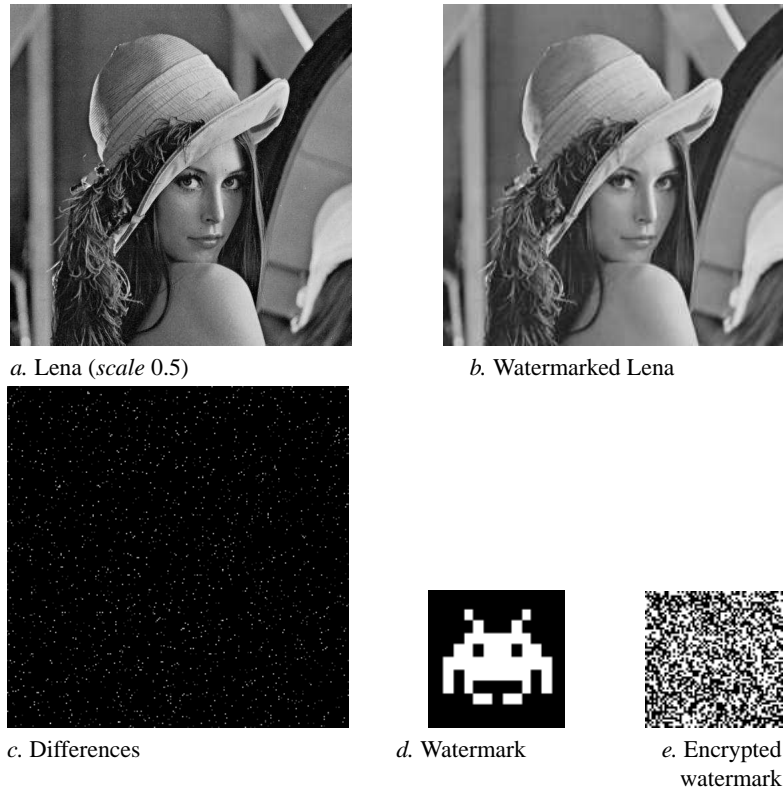 a. Lena (scale 0.5)
b. Watermarked Lena
c. Differences
d. Watermark
e. Encrypted
watermark